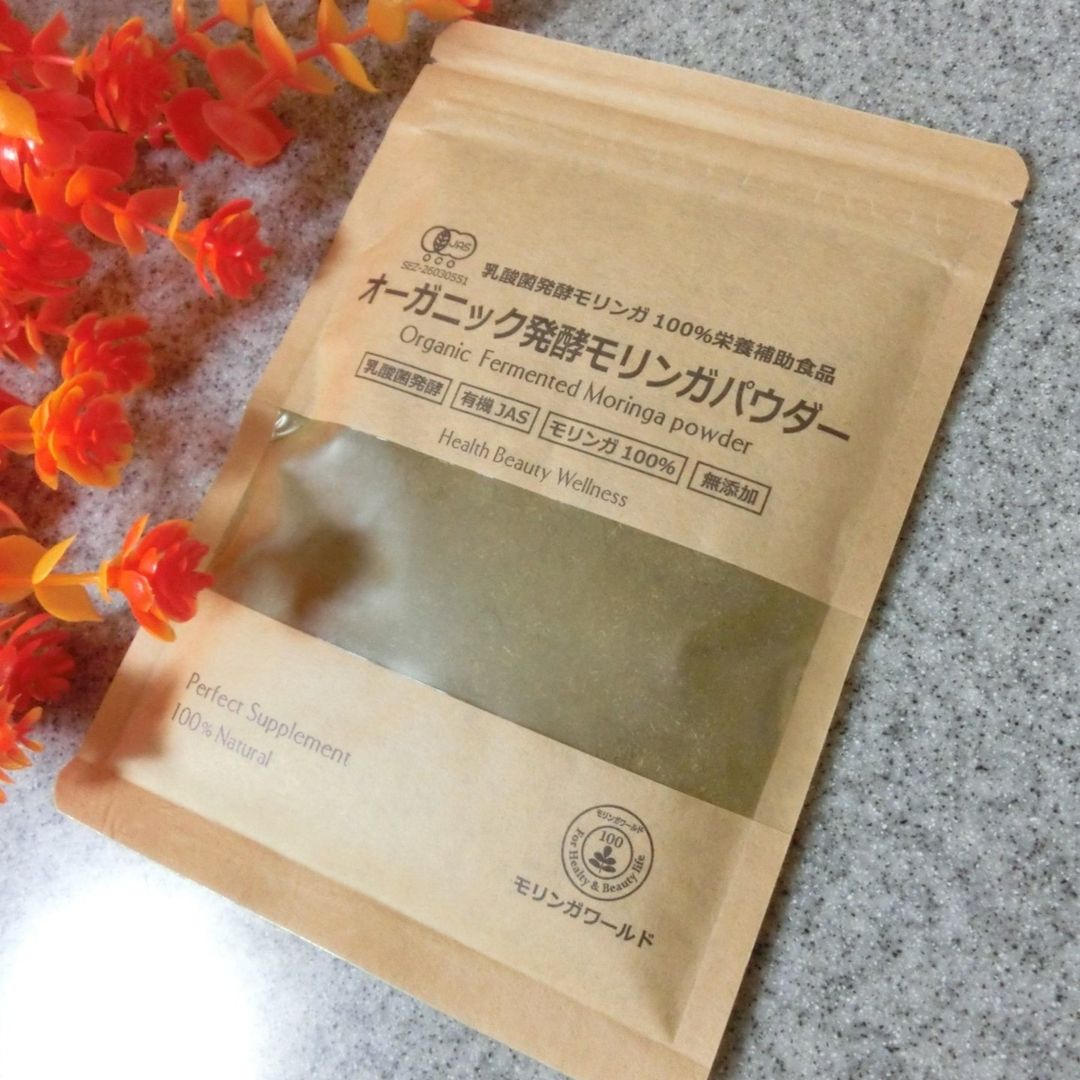 JAS
SEZ-26030551
乳酸菌発酵モリンガ 100%栄養補助食品
オーガニック発酵モリンガパウダー
Organic Fermented Moringa powder
乳酸菌発酵 有機 JAS モリンガ 100% 無添加
Health Beauty Wellness
Perfect Supplement
100% Natural
モリンガワールド
100
For Healty & Beauty life
モリンガワールド